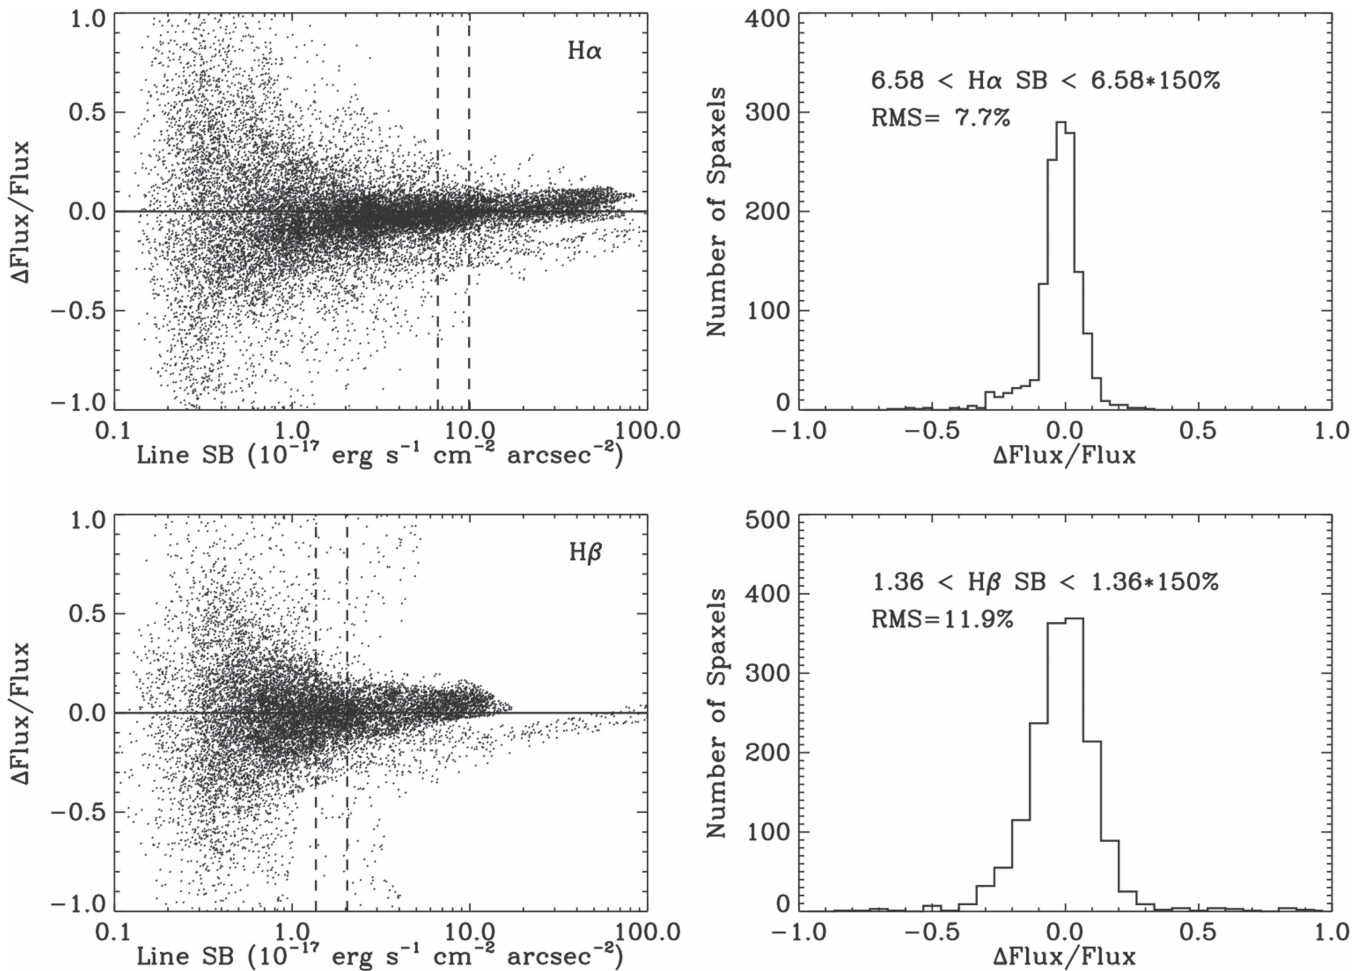 1.0
0.5
0.0
−0.5
−1.0
ΔFlux/Flux
Hα
0.1 1.0 10.0 100.0
Line SB (10⁻¹⁷ erg s⁻¹ cm⁻² arcsec⁻²)
400
300
200
100
0
Number of Spaxels
6.58 < Hα SB < 6.58*150%
RMS= 7.7%
−1.0 −0.5 0.0 0.5 1.0
ΔFlux/Flux
1.0
0.5
0.0
−0.5
−1.0
ΔFlux/Flux
Hβ
0.1 1.0 10.0 100.0
Line SB (10⁻¹⁷ erg s⁻¹ cm⁻² arcsec⁻²)
500
400
300
200
100
0
Number of Spaxels
1.36 < Hβ SB < 1.36*150%
RMS=11.9%
−1.0 −0.5 0.0 0.5 1.0
ΔFlux/Flux